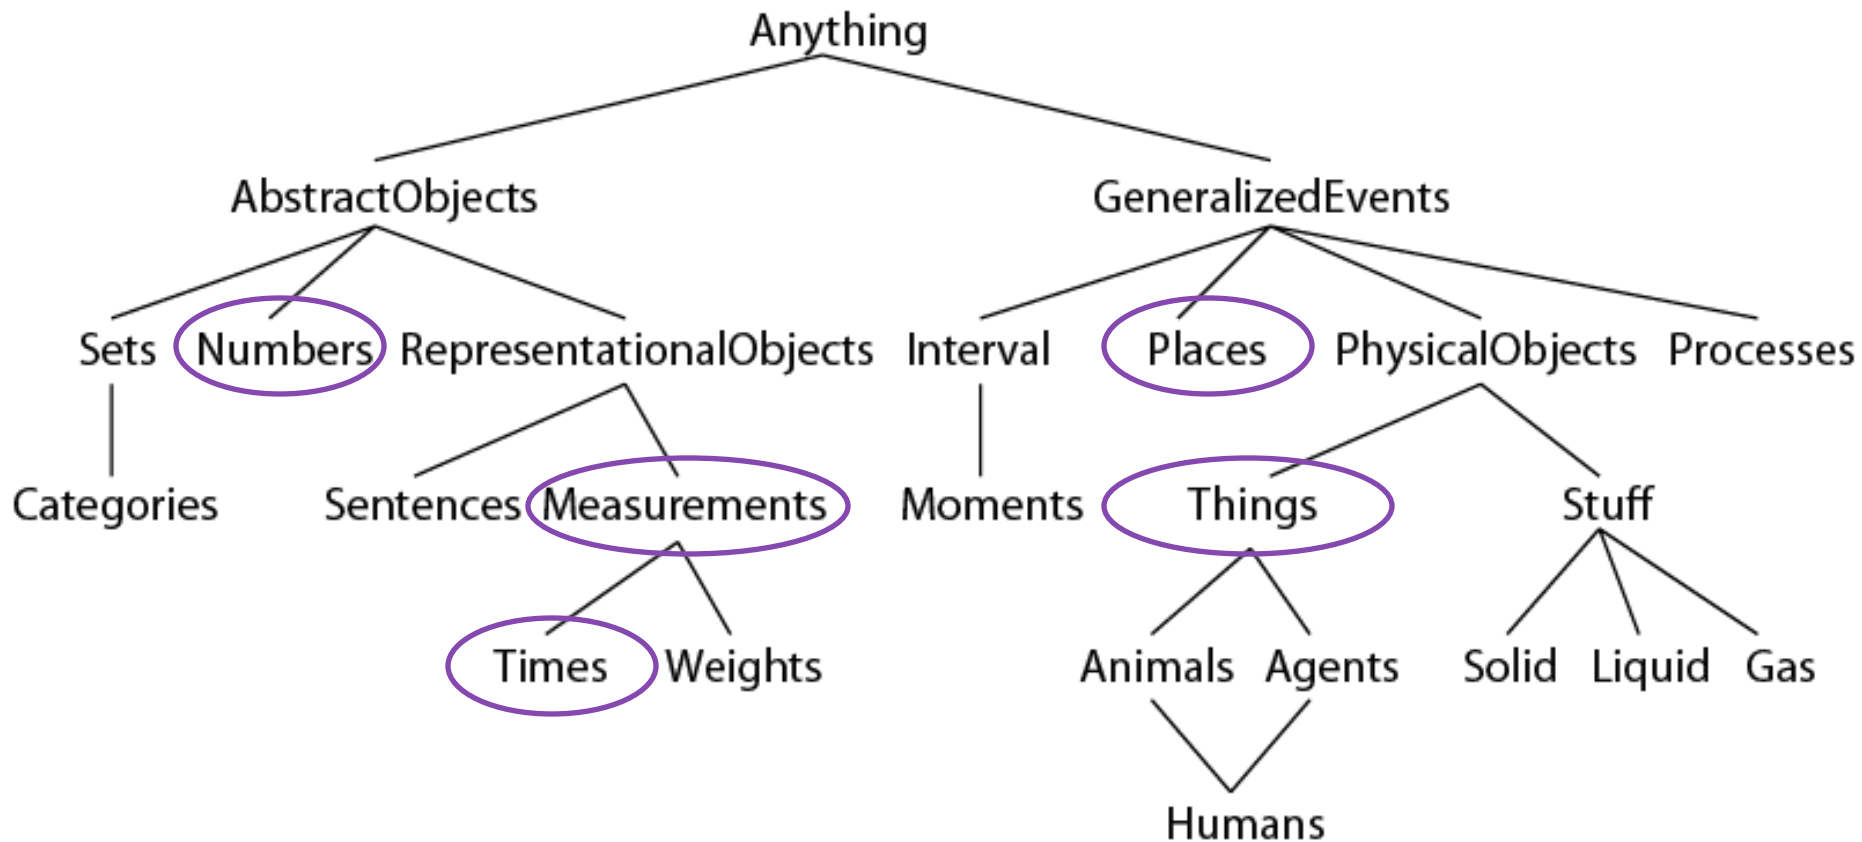 Anything
AbstractObjects GeneralizedEvents
Sets Numbers RepresentationalObjects Interval Places PhysicalObjects Processes
Categories Sentences Measurements Moments Things Stuff
Times Weights Animals Agents Solid Liquid Gas
Humans